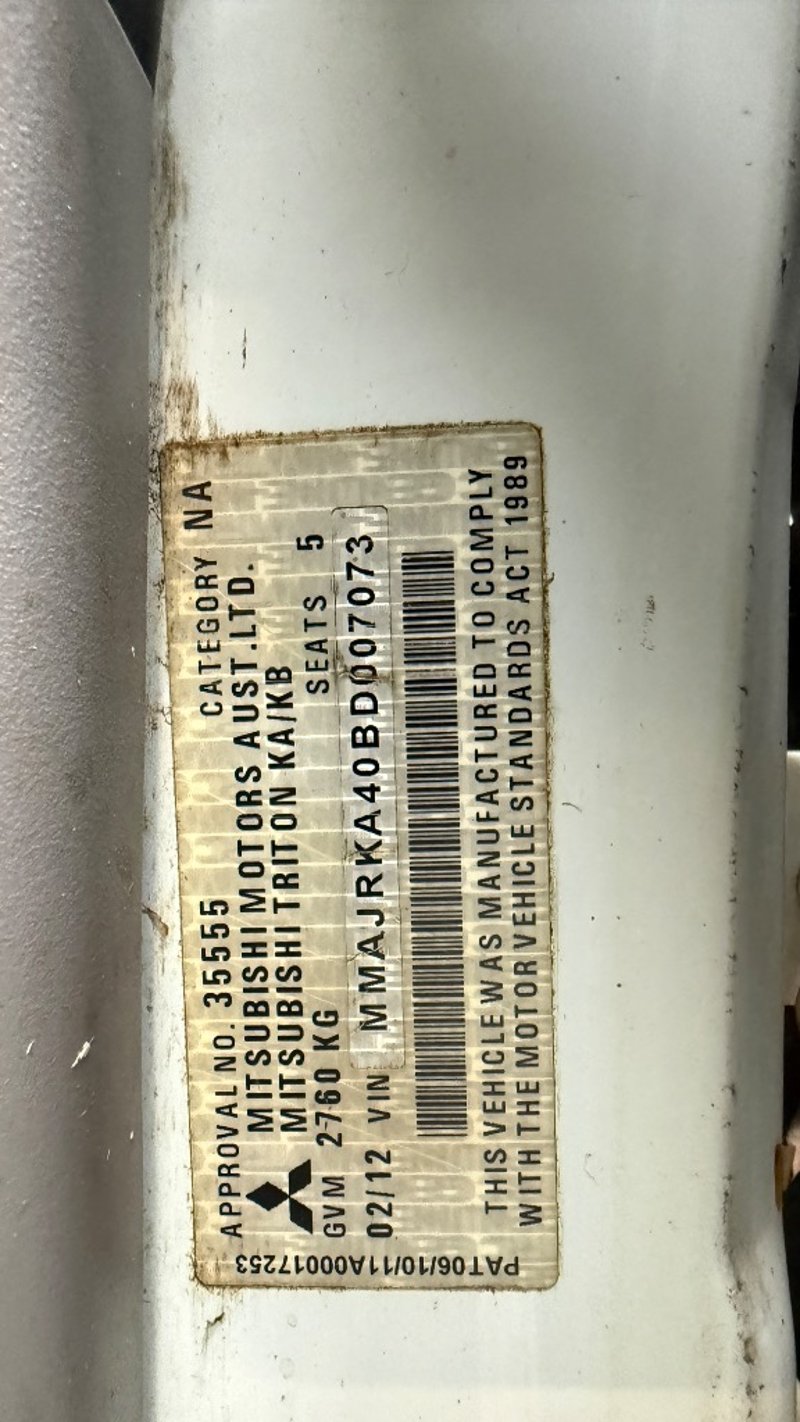 APPROVAL NO. 35555 CATEGORY NA
MITSUBISHI MOTORS AUST.LTD.
MITSUBISHI TRITON KA/KB
GVM 2760 KG SEATS 5
02/12 VIN MMAJRKA40BD007073
THIS VEHICLE WAS MANUFACTURED TO COMPLY
WITH THE MOTOR VEHICLE STANDARDS ACT 1989
PAT06/10/11A00017253